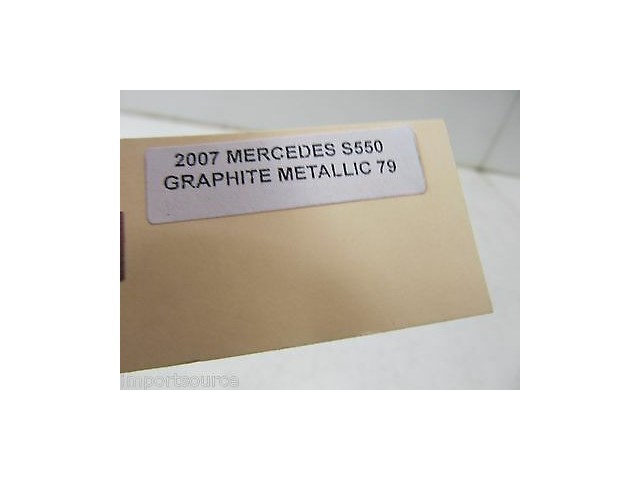 2007 MERCEDES S550
GRAPHITE METALLIC 79
importsource